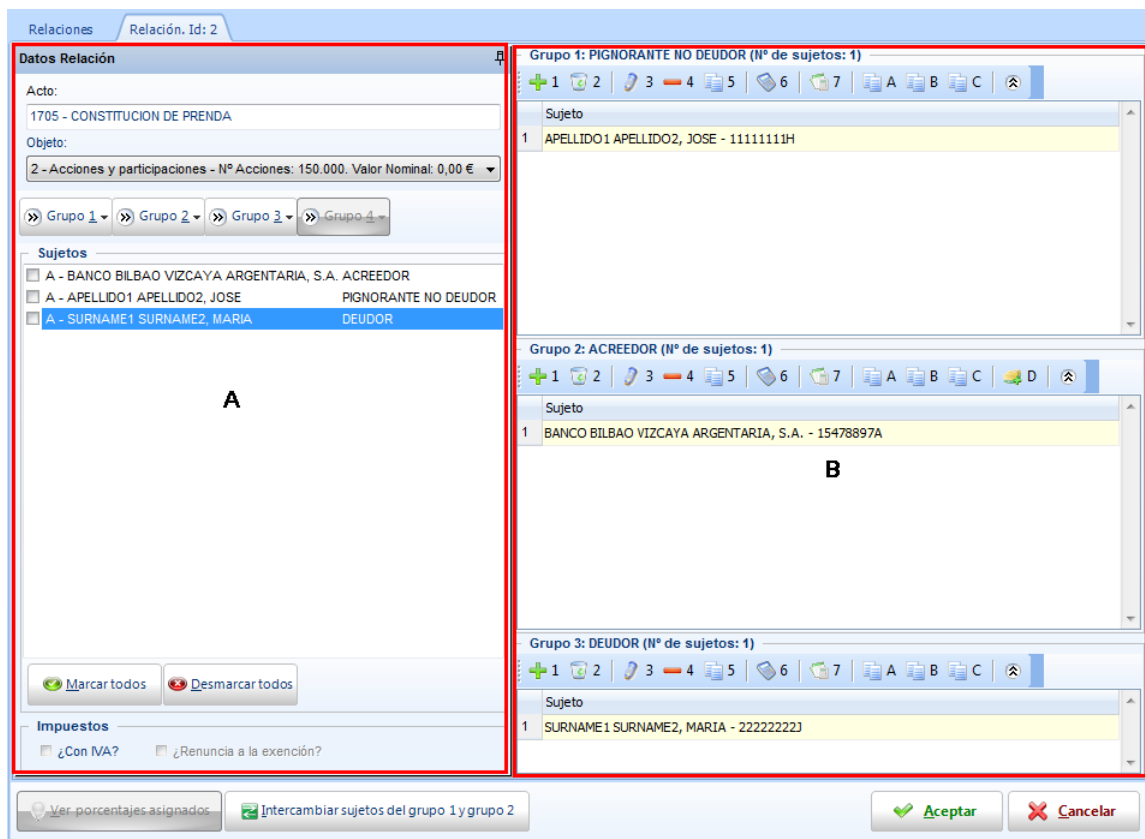 Relaciones
Relación. Id: 2
Datos Relación
Acto:
1705 - CONSTITUCION DE PRENDA
Objeto:
2 - Acciones y participaciones - Nº Acciones: 150.000. Valor Nominal: 0,00 €
Grupo 1 Grupo 2 Grupo 3 Grupo 4
Sujetos
A - BANCO BILBAO VIZCAYA ARGENTARIA, S.A. ACREEDOR
A - APELLIDO1 APELLIDO2, JOSE PIGNORANTE NO DEUDOR
A - SURNAME1 SURNAME2, MARIA DEUDOR
A
Marcar todos Desmarcar todos
Impuestos
¿Con IVA? ¿Renuncia a la exención?
Grupo 1: PIGNORANTE NO DEUDOR (Nº de sujetos: 1)
1 2 3 4 5 6 7 A B C
Sujeto
1 APELLIDO1 APELLIDO2, JOSE - 11111111H
Grupo 2: ACREEDOR (Nº de sujetos: 1)
1 2 3 4 5 6 7 A B C D
Sujeto
1 BANCO BILBAO VIZCAYA ARGENTARIA, S.A. - 15478897A
B
Grupo 3: DEUDOR (Nº de sujetos: 1)
1 2 3 4 5 6 7 A B C
Sujeto
1 SURNAME1 SURNAME2, MARIA - 22222222J
Ver porcentajes asignados Intercambiar sujetos del grupo 1 y grupo 2 Aceptar Cancelar